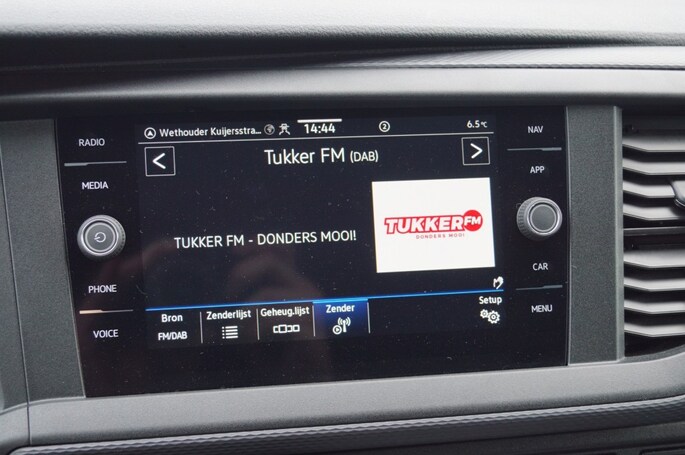 RADIO
MEDIA
PHONE
VOICE
Wethouder Kuijersstra...
14:44
2
6.5°C
Tukker FM (DAB)
TUKKER FM - DONDERS MOOI!
TUKKER FM
DONDERS MOOI
Bron
FM/DAB
Zenderlijst
Geheug.lijst
Zender
Setup
NAV
APP
CAR
MENU